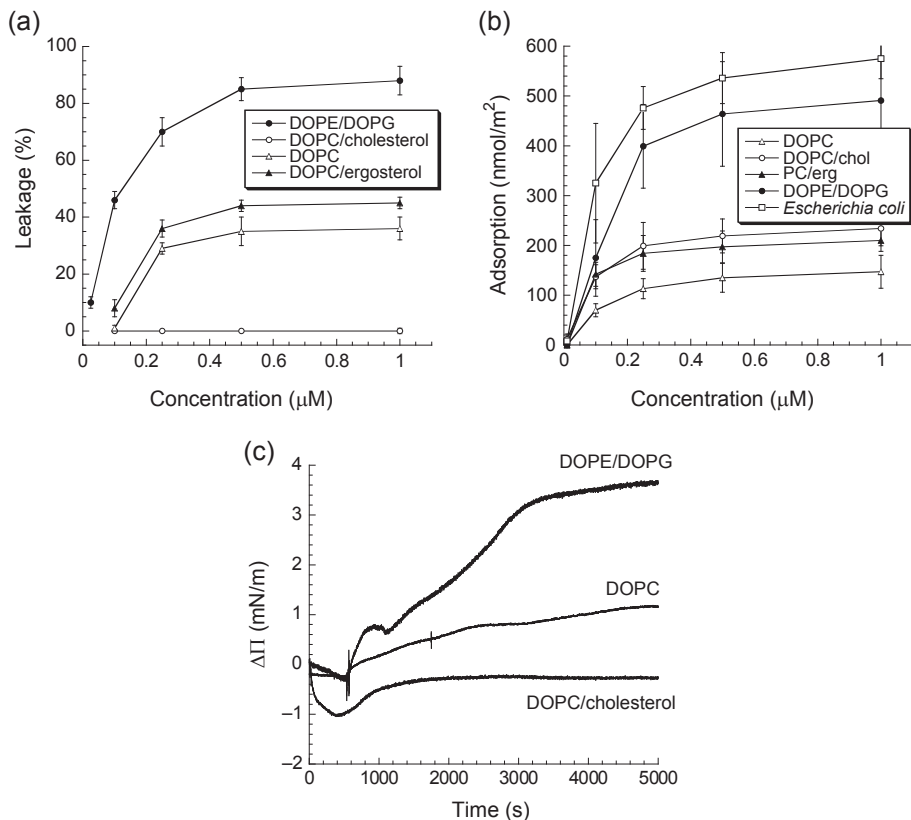 (a)
100
80
60
40
20
0
Leakage (%)
DOPE/DOPG
DOPC/cholesterol
DOPC
DOPC/ergosterol
0 0.2 0.4 0.6 0.8 1
Concentration (μM)
(b)
600
500
400
300
200
100
0
Adsorption (nmol/m²)
DOPC
DOPC/chol
PC/erg
DOPE/DOPG
Escherichia coli
0 0.2 0.4 0.6 0.8 1
Concentration (μM)
(c)
4
3
2
1
0
–1
–2
ΔΠ (mN/m)
DOPE/DOPG
DOPC
DOPC/cholesterol
0 1000 2000 3000 4000 5000
Time (s)